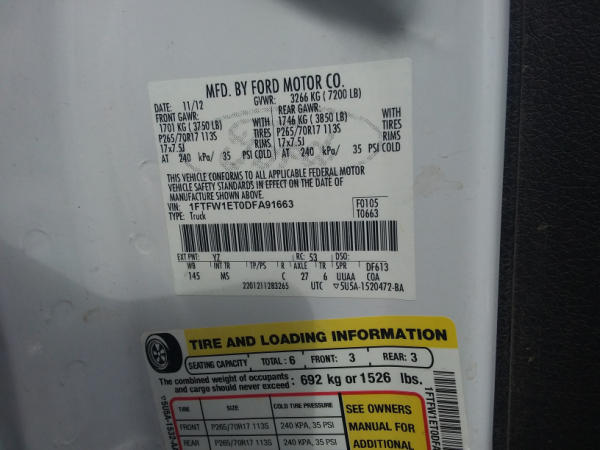 MFD. BY FORD MOTOR CO.
DATE: 11/12 GVWR: 3266 KG ( 7200 LB)
FRONT GAWR: REAR GAWR:
1701 KG ( 3750 LB) WITH 1746 KG ( 3850 LB) WITH
P265/70R17 113S TIRES P265/70R17 113S TIRES
17x7.5J RIMS 17x7.5J RIMS
AT 240 kPa/ 35 PSI COLD AT 240 kPa/ 35 PSI COLD
THIS VEHICLE CONFORMS TO ALL APPLICABLE FEDERAL MOTOR
VEHICLE SAFETY STANDARDS IN EFFECT ON THE DATE OF
MANUFACTURE SHOWN ABOVE.
VIN: 1FTFW1ET0DFA91663 F0105
TYPE: Truck T0663
EXT PNT: YZ RC: 53 DSO:
WB INT TR TP/PS R AXLE TR SPR DF613
145 MS C 27 6 UUAA COA
2201211283265 UTC ▽5U5A-1520472-BA
TIRE AND LOADING INFORMATION
SEATING CAPACITY TOTAL: 6 FRONT: 3 REAR: 3
The combined weight of occupants and cargo should never exceed: 692 kg or 1526 lbs.
TIRE SIZE COLD TIRE PRESSURE
FRONT P265/70R17 113S 240 KPA, 35 PSI
REAR P265/70R17 113S 240 KPA, 35 PSI
SEE OWNERS
MANUAL FOR
ADDITIONAL